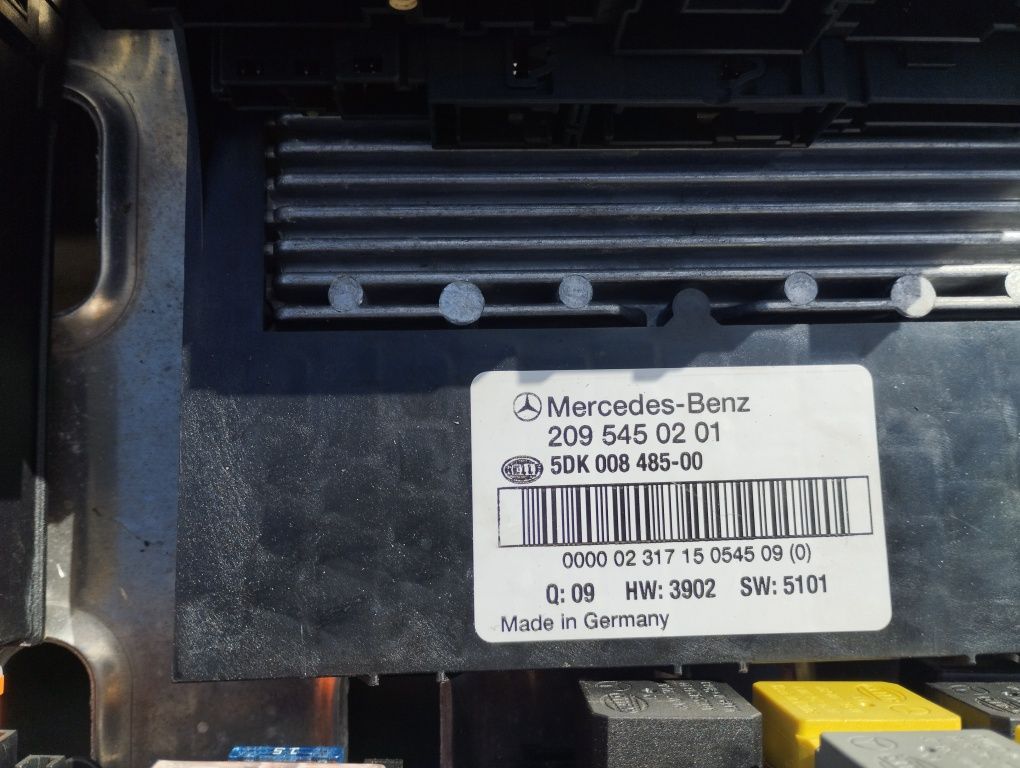 Mercedes-Benz
209 545 02 01
HELLA
5DK 008 485-00
0000 02 317 15 0545 09 (0)
Q: 09 HW: 3902 SW: 5101
Made in Germany